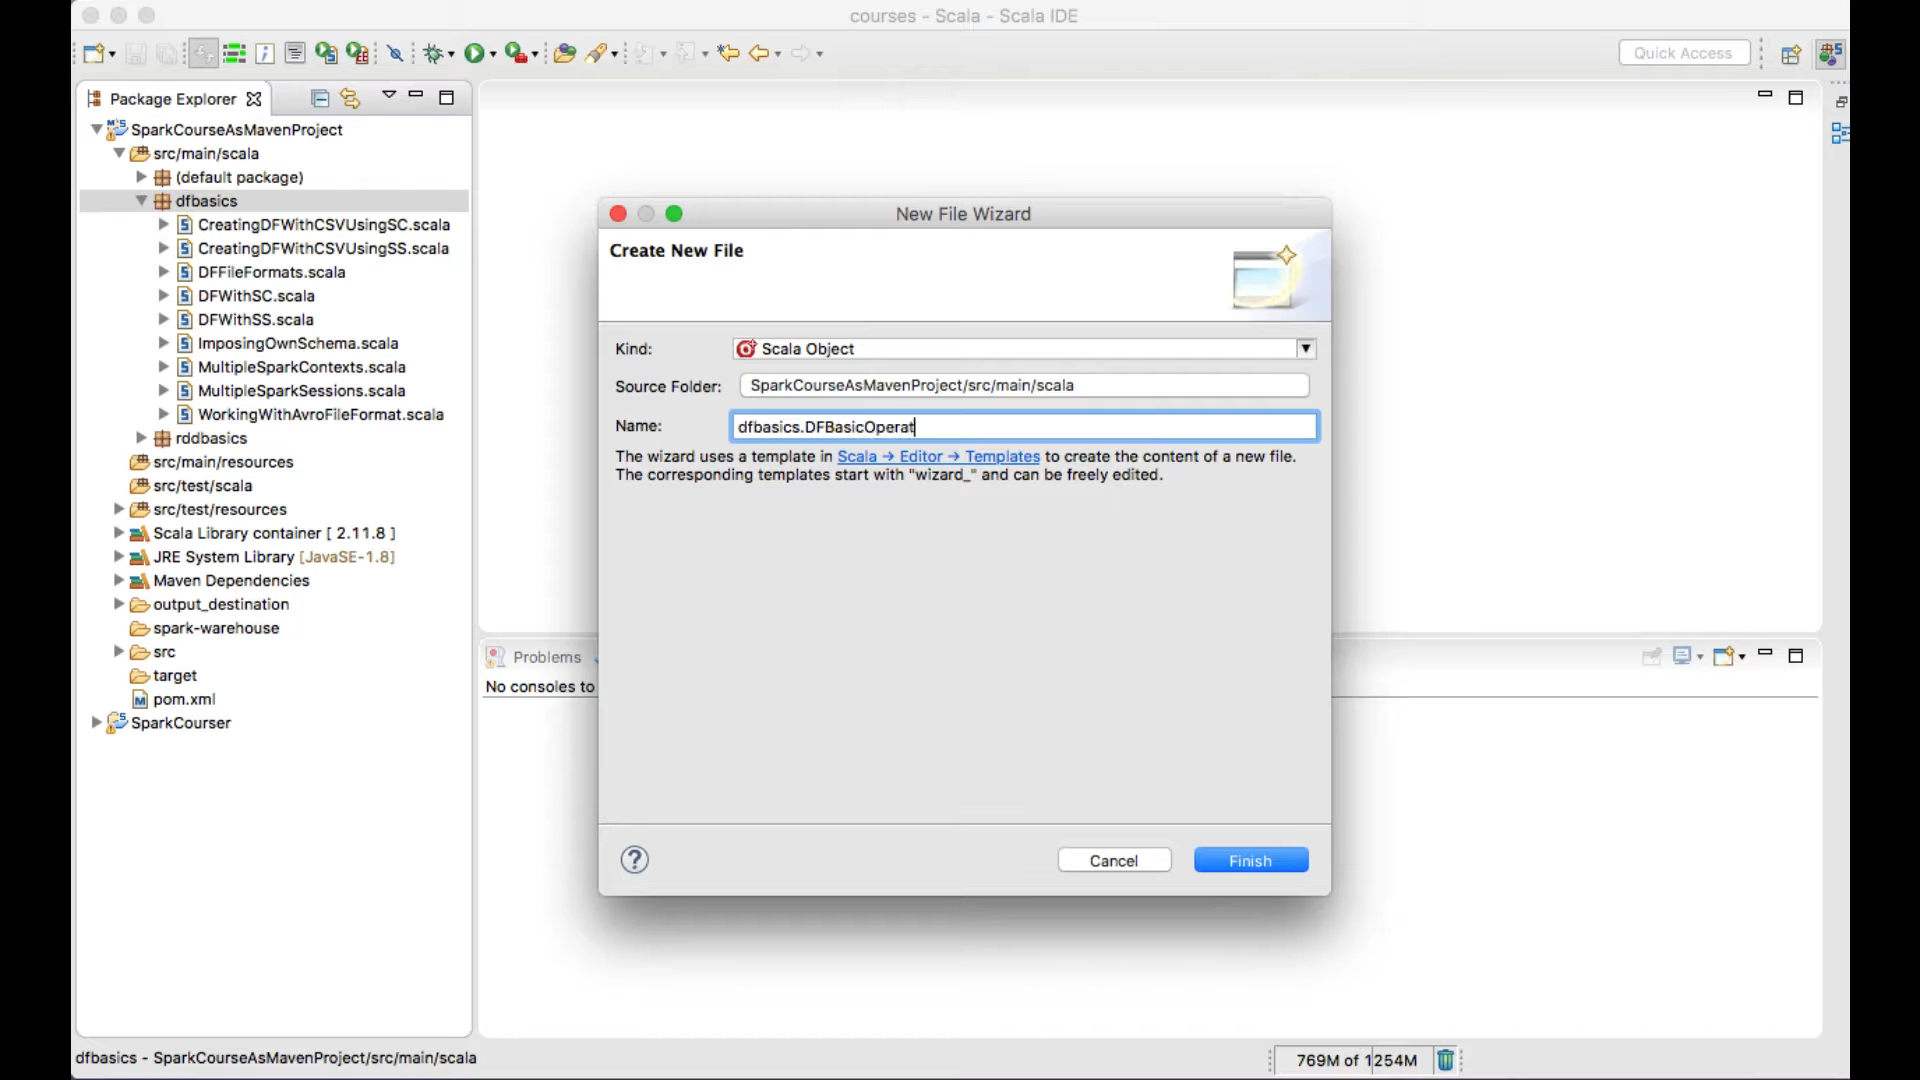 courses - Scala - Scala IDE
Quick Access
Package Explorer
SparkCourseAsMavenProject
src/main/scala
(default package)
dfbasics
CreatingDFWithCSVUsingSC.scala
CreatingDFWithCSVUsingSS.scala
DFFileFormats.scala
DFWithSC.scala
DFWithSS.scala
ImposingOwnSchema.scala
MultipleSparkContexts.scala
MultipleSparkSessions.scala
WorkingWithAvroFileFormat.scala
rddbasics
src/main/resources
src/test/scala
src/test/resources
Scala Library container [ 2.11.8 ]
JRE System Library [JavaSE-1.8]
Maven Dependencies
output_destination
spark-warehouse
src
target
pom.xml
SparkCourser
New File Wizard
Create New File
Kind: Scala Object
Source Folder: SparkCourseAsMavenProject/src/main/scala
Name: dfbasics.DFBasicOperat
The wizard uses a template in Scala → Editor → Templates to create the content of a new file.
The corresponding templates start with "wizard_" and can be freely edited.
Cancel
Finish
Problems
No consoles to
dfbasics - SparkCourseAsMavenProject/src/main/scala
769M of 1254M